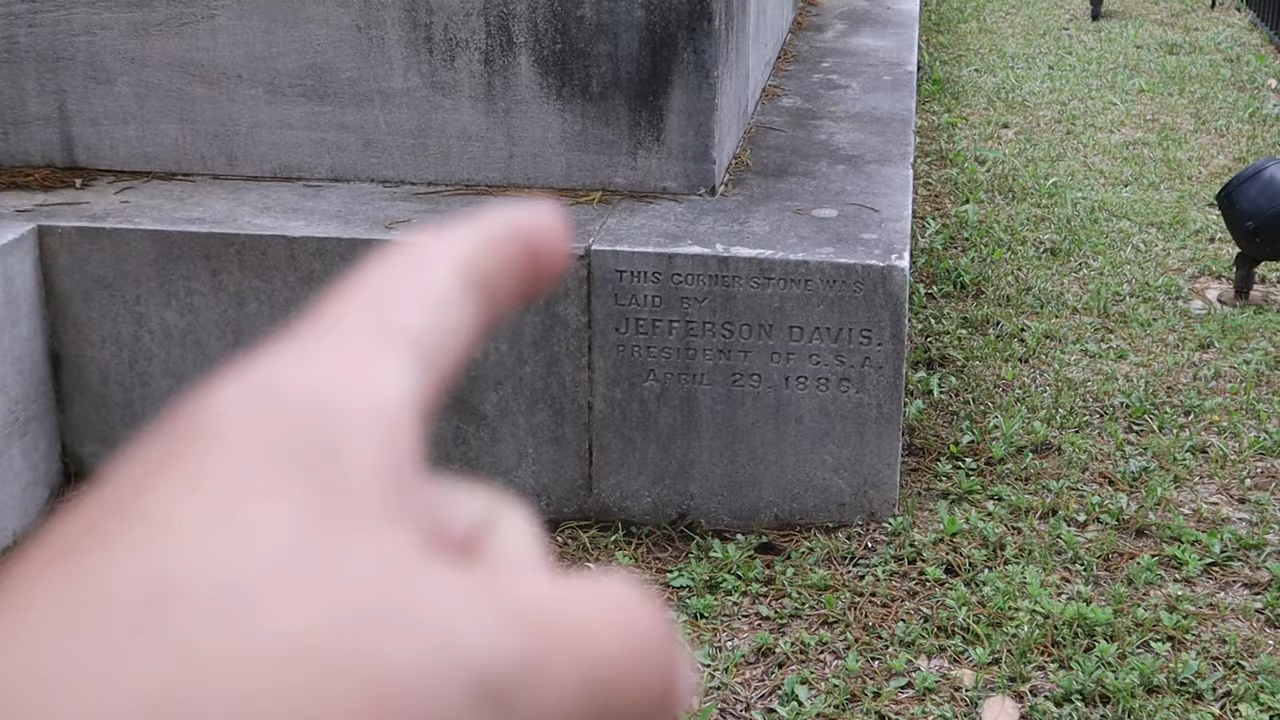 THIS CORNER STONE WAS
LAID BY
JEFFERSON DAVIS.
PRESIDENT OF C.S.A.
APRIL 29. 1886.